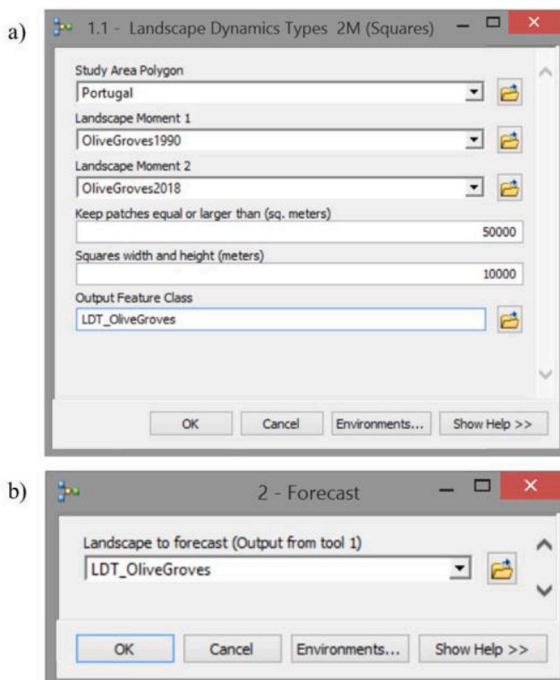 a)
1.1 - Landscape Dynamics Types 2M (Squares)
Study Area Polygon
Portugal
Landscape Moment 1
OliveGroves1990
Landscape Moment 2
OliveGroves2018
Keep patches equal or larger than (sq. meters)
50000
Squares width and height (meters)
10000
Output Feature Class
LDT_OliveGroves
OK Cancel Environments... Show Help >>
b)
2 - Forecast
Landscape to forecast (Output from tool 1)
LDT_OliveGroves
OK Cancel Environments... Show Help >>